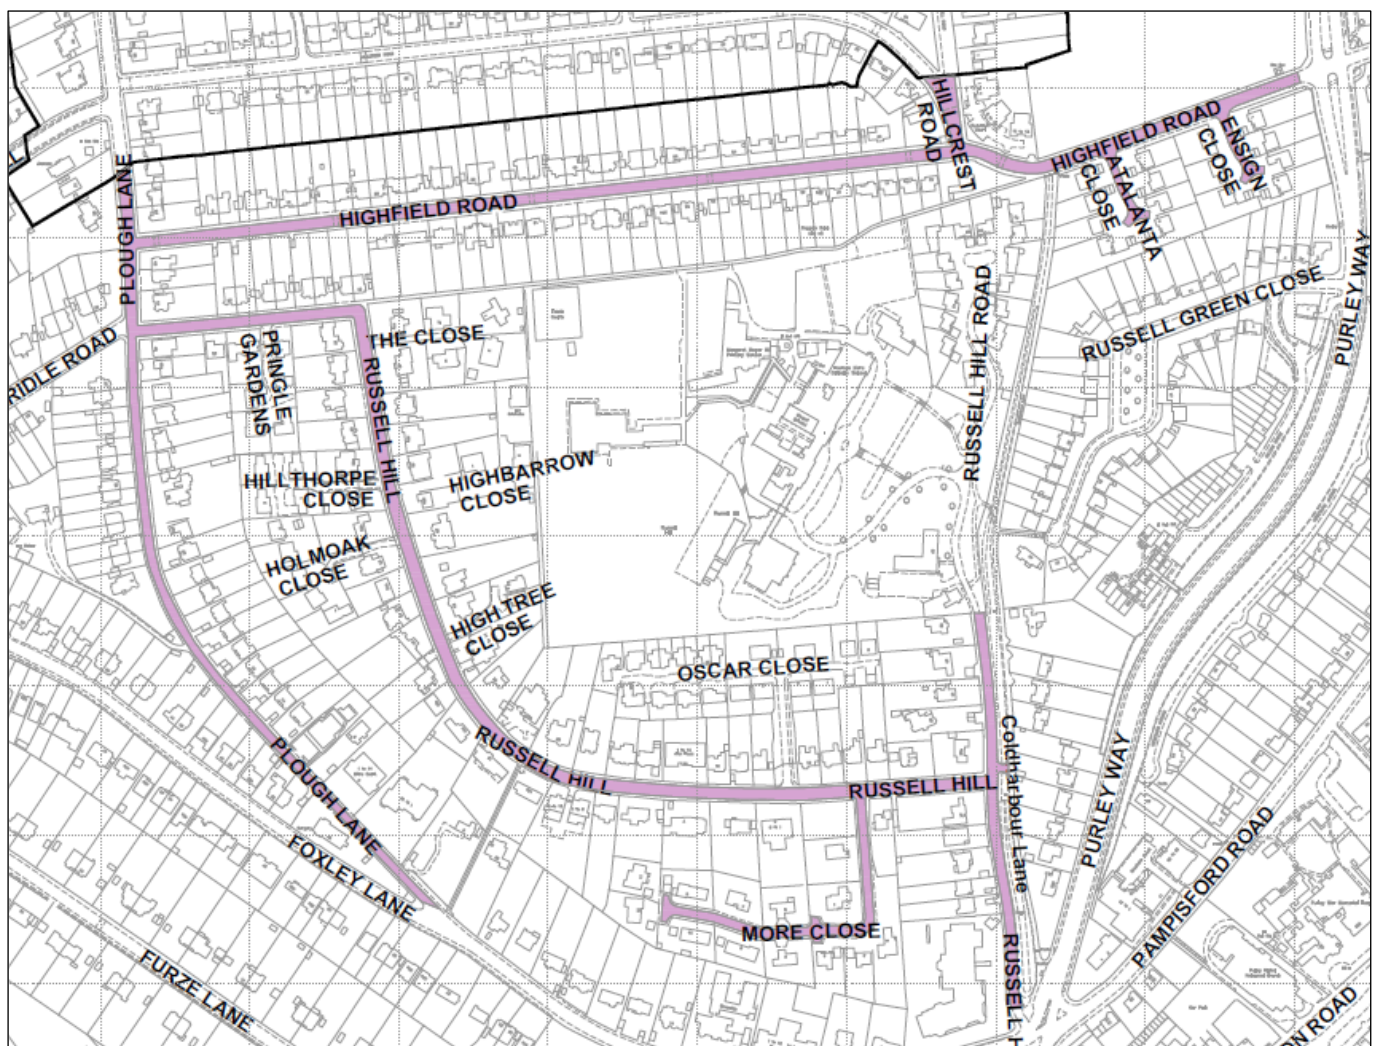 HILLCREST
ROAD
HIGHFIELD ROAD
ENSIGN
CLOSE
ATALANTA
CLOSE
PLOUGH LANE
HIGHFIELD ROAD
PURLEY WAY
RUSSELL HILL ROAD
RUSSELL GREEN CLOSE
RIDLE ROAD
PRINGLE
GARDENS
THE CLOSE
RUSSELL HILL
HILLTHORPE
CLOSE
HIGHBARROW
CLOSE
HOLMOAK
CLOSE
HIGH TREE
CLOSE
OSCAR CLOSE
RUSSELL HILL
RUSSELL HILL
Coldharbour Lane
PURLEY WAY
PLOUGH LANE
FOXLEY LANE
MORE CLOSE
PAMPISFORD ROAD
FURZE LANE
RUSSELL H
ON ROAD